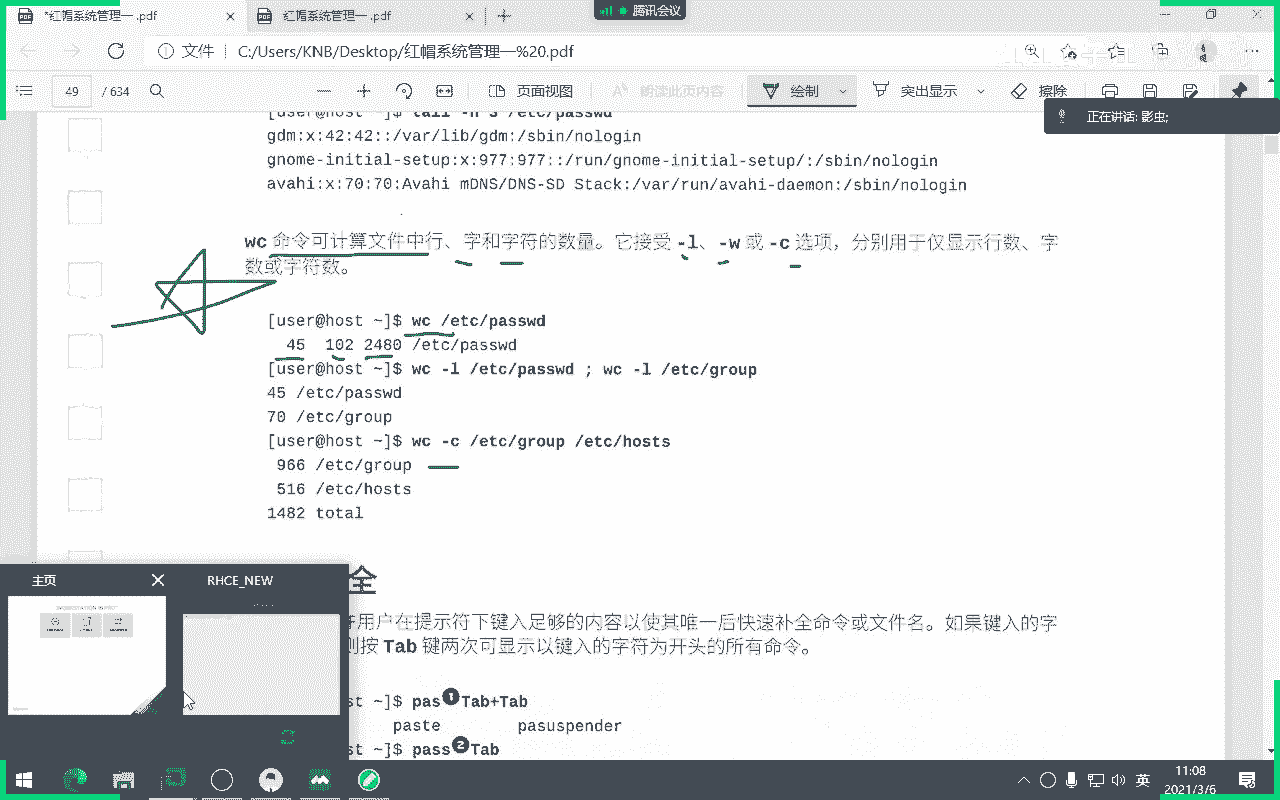 *红帽系统管理一 .pdf
红帽系统管理一 .pdf
腾讯会议
文件 C:/Users/KNB/Desktop/红帽系统管理一%20.pdf
49 / 634 页面视图 朗读此页内容 绘制 突出显示 擦除
正在讲话: 影虫;
[user@host ~]$ tail -n 3 /etc/passwd
gdm:x:42:42::/var/lib/gdm:/sbin/nologin
gnome-initial-setup:x:977:977::/run/gnome-initial-setup/:/sbin/nologin
avahi:x:70:70:Avahi mDNS/DNS-SD Stack:/var/run/avahi-daemon:/sbin/nologin
wc 命令可计算文件中行、字和字符的数量。它接受 -l、-w 或 -c 选项，分别用于仅显示行数、字
数或字符数。
[user@host ~]$ wc /etc/passwd
45 102 2480 /etc/passwd
[user@host ~]$ wc -l /etc/passwd ; wc -l /etc/group
45 /etc/passwd
70 /etc/group
[user@host ~]$ wc -c /etc/group /etc/hosts
966 /etc/group
516 /etc/hosts
1482 total
主页
RHCE_NEW
全
用户在提示符下键入足够的内容以使其唯一后快速补全命令或文件名。如果键入的字
则按 Tab 键两次可显示以键入的字符为开头的所有命令。
st ~]$ pas1Tab+Tab
paste pasuspender
st ~]$ pass2Tab
英
11:08
2021/3/6